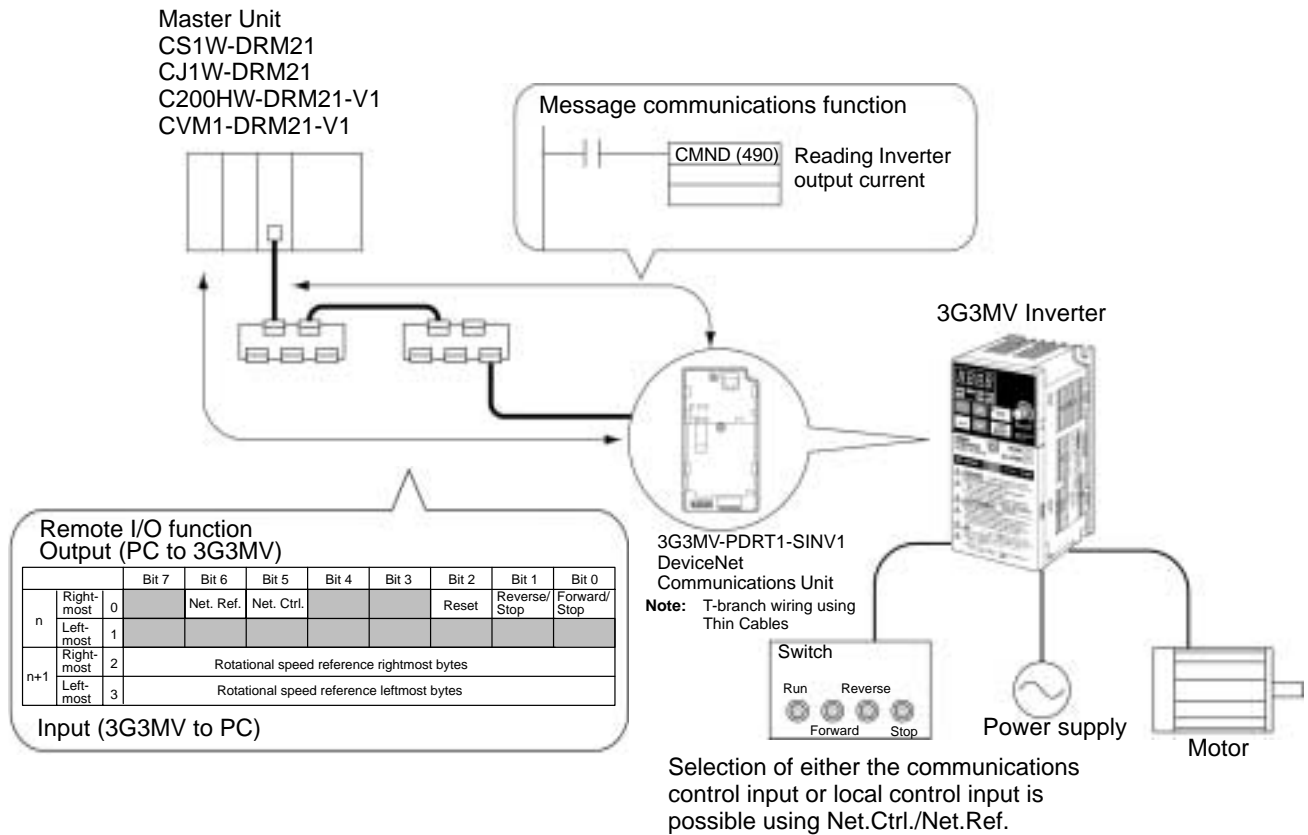 Master Unit
CS1W-DRM21
CJ1W-DRM21
C200HW-DRM21-V1
CVM1-DRM21-V1
Message communications function
CMND (490)
Reading Inverter
output current
3G3MV Inverter
Remote I/O function
Output (PC to 3G3MV)
Bit 7 Bit 6 Bit 5 Bit 4 Bit 3 Bit 2 Bit 1 Bit 0
n Right-most 0 Net. Ref. Net. Ctrl. Reset Reverse/Stop Forward/Stop
Left-most 1
n+1 Right-most 2 Rotational speed reference rightmost bytes
Left-most 3 Rotational speed reference leftmost bytes
Input (3G3MV to PC)
3G3MV-PDRT1-SINV1
DeviceNet
Communications Unit
Note: T-branch wiring using
Thin Cables
Switch
Run Reverse
Forward Stop
Power supply
Motor
Selection of either the communications
control input or local control input is
possible using Net.Ctrl./Net.Ref.